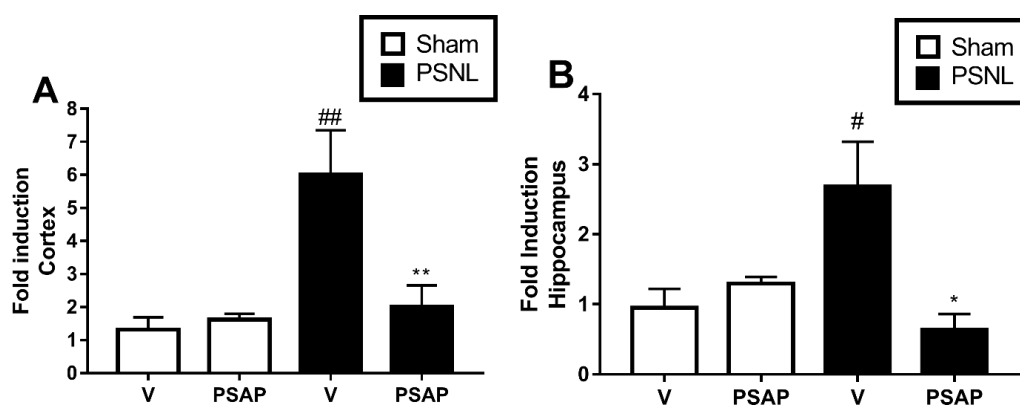 A
Sham
PSNL
8
7
6
5
4
3
2
1
0
Fold induction
Cortex
##
**
V
PSAP
V
PSAP
B
Sham
PSNL
4
3
2
1
0
Fold Induction
Hippocampus
#
*
V
PSAP
V
PSAP